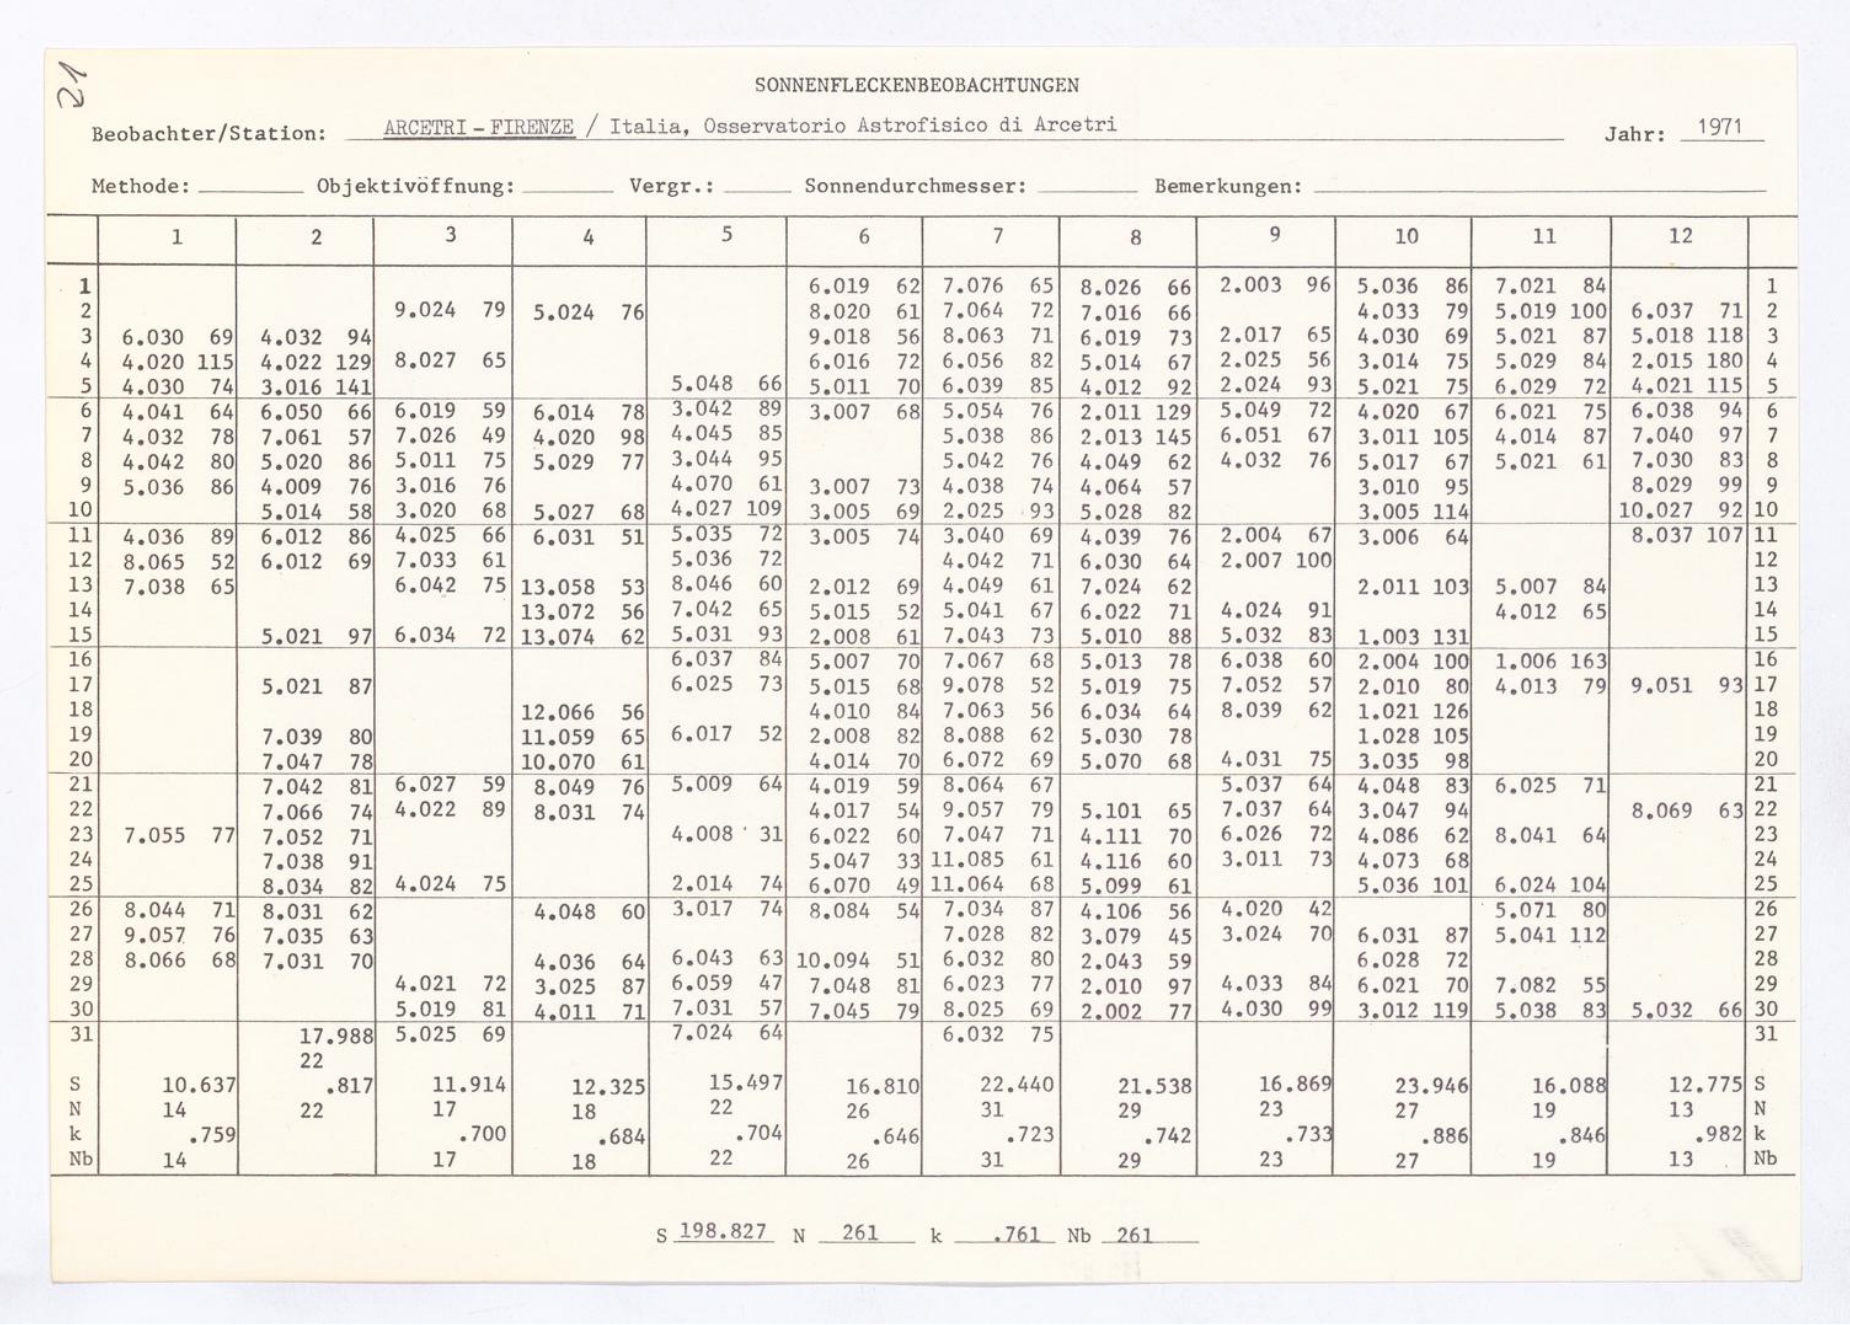 21
SONNENFLECKENBEOBACHTUNGEN
Beobachter/Station: ARCETRI-FIRENZE / Italia, Osservatorio Astrofisico di Arcetri Jahr: 1971
Methode: Objektivöffnung: Vergr.: Sonnendurchmesser: Bemerkungen:
1 2 3 4 5 6 7 8 9 10 11 12
1 6.019 62 7.076 65 8.026 66 2.003 96 5.036 86 7.021 84 1
2 9.024 79 5.024 76 8.020 61 7.064 72 7.016 66 4.033 79 5.019 100 6.037 71 2
3 6.030 69 4.032 94 9.018 56 8.063 71 6.019 73 2.017 65 4.030 69 5.021 87 5.018 118 3
4 4.020 115 4.022 129 8.027 65 6.016 72 6.056 82 5.014 67 2.025 56 3.014 75 5.029 84 2.015 180 4
5 4.030 74 3.016 141 5.048 66 5.011 70 6.039 85 4.012 92 2.024 93 5.021 75 6.029 72 4.021 115 5
6 4.041 64 6.050 66 6.019 59 6.014 78 3.042 89 3.007 68 5.054 76 2.011 129 5.049 72 4.020 67 6.021 75 6.038 94 6
7 4.032 78 7.061 57 7.026 49 4.020 98 4.045 85 5.038 86 2.013 145 6.051 67 3.011 105 4.014 87 7.040 97 7
8 4.042 80 5.020 86 5.011 75 5.029 77 3.044 95 5.042 76 4.049 62 4.032 76 5.017 67 5.021 61 7.030 83 8
9 5.036 86 4.009 76 3.016 76 4.070 61 3.007 73 4.038 74 4.064 57 3.010 95 8.029 99 9
10 5.014 58 3.020 68 5.027 68 4.027 109 3.005 69 2.025 93 5.028 82 3.005 114 10.027 92 10
11 4.036 89 6.012 86 4.025 66 6.031 51 5.035 72 3.005 74 3.040 69 4.039 76 2.004 67 3.006 64 8.037 107 11
12 8.065 52 6.012 69 7.033 61 5.036 72 4.042 71 6.030 64 2.007 100 12
13 7.038 65 6.042 75 13.058 53 8.046 60 2.012 69 4.049 61 7.024 62 2.011 103 5.007 84 13
14 13.072 56 7.042 65 5.015 52 5.041 67 6.022 71 4.024 91 4.012 65 14
15 5.021 97 6.034 72 13.074 62 5.031 93 2.008 61 7.043 73 5.010 88 5.032 83 1.003 131 15
16 6.037 84 5.007 70 7.067 68 5.013 78 6.038 60 2.004 100 1.006 163 16
17 5.021 87 6.025 73 5.015 68 9.078 52 5.019 75 7.052 57 2.010 80 4.013 79 9.051 93 17
18 12.066 56 4.010 84 7.063 56 6.034 64 8.039 62 1.021 126 18
19 7.039 80 11.059 65 6.017 52 2.008 82 8.088 62 5.030 78 1.028 105 19
20 7.047 78 10.070 61 4.014 70 6.072 69 5.070 68 4.031 75 3.035 98 20
21 7.042 81 6.027 59 8.049 76 5.009 64 4.019 59 8.064 67 5.037 64 4.048 83 6.025 71 21
22 7.066 74 4.022 89 8.031 74 4.017 54 9.057 79 5.101 65 7.037 64 3.047 94 8.069 63 22
23 7.055 77 7.052 71 4.008 31 6.022 60 7.047 71 4.111 70 6.026 72 4.086 62 8.041 64 23
24 7.038 91 5.047 33 11.085 61 4.116 60 3.011 73 4.073 68 24
25 8.034 82 4.024 75 2.014 74 6.070 49 11.064 68 5.099 61 5.036 101 6.024 104 25
26 8.044 71 8.031 62 4.048 60 3.017 74 8.084 54 7.034 87 4.106 56 4.020 42 5.071 80 26
27 9.057 76 7.035 63 7.028 82 3.079 45 3.024 70 6.031 87 5.041 112 27
28 8.066 68 7.031 70 4.036 64 6.043 63 10.094 51 6.032 80 2.043 59 6.028 72 28
29 4.021 72 3.025 87 6.059 47 7.048 81 6.023 77 2.010 97 4.033 84 6.021 70 7.082 55 29
30 5.019 81 4.011 71 7.031 57 7.045 79 8.025 69 2.002 77 4.030 99 3.012 119 5.038 83 5.032 66 30
31 17.988 5.025 69 7.024 64 6.032 75 31
22
S 10.637 .817 11.914 12.325 15.497 16.810 22.440 21.538 16.869 23.946 16.088 12.775 S
N 14 22 17 18 22 26 31 29 23 27 19 13 N
k .759 .700 .684 .704 .646 .723 .742 .733 .886 .846 .982 k
Nb 14 17 18 22 26 31 29 23 27 19 13 Nb
S 198.827 N 261 k .761 Nb 261